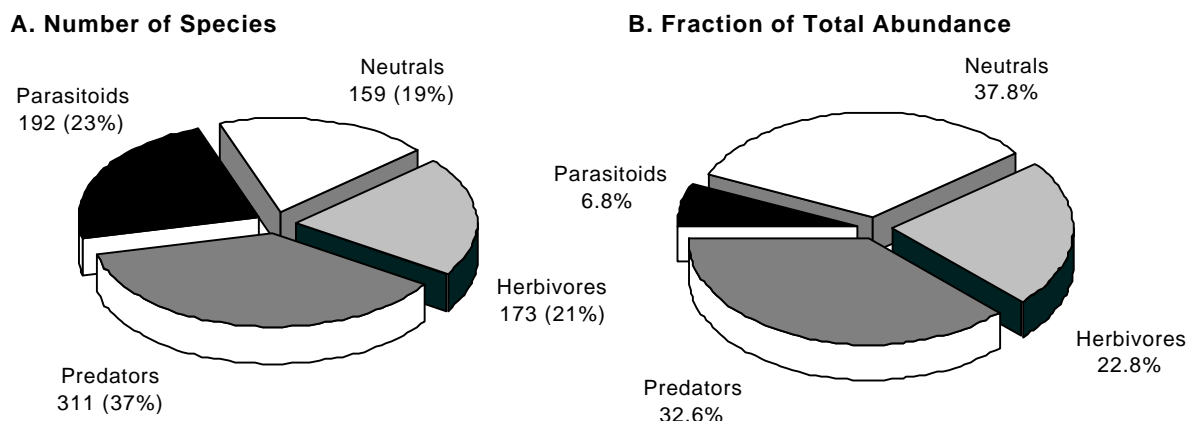 A. Number of Species
Neutrals
159 (19%)
Parasitoids
192 (23%)
Herbivores
173 (21%)
Predators
311 (37%)
B. Fraction of Total Abundance
Neutrals
37.8%
Parasitoids
6.8%
Herbivores
22.8%
Predators
32.6%